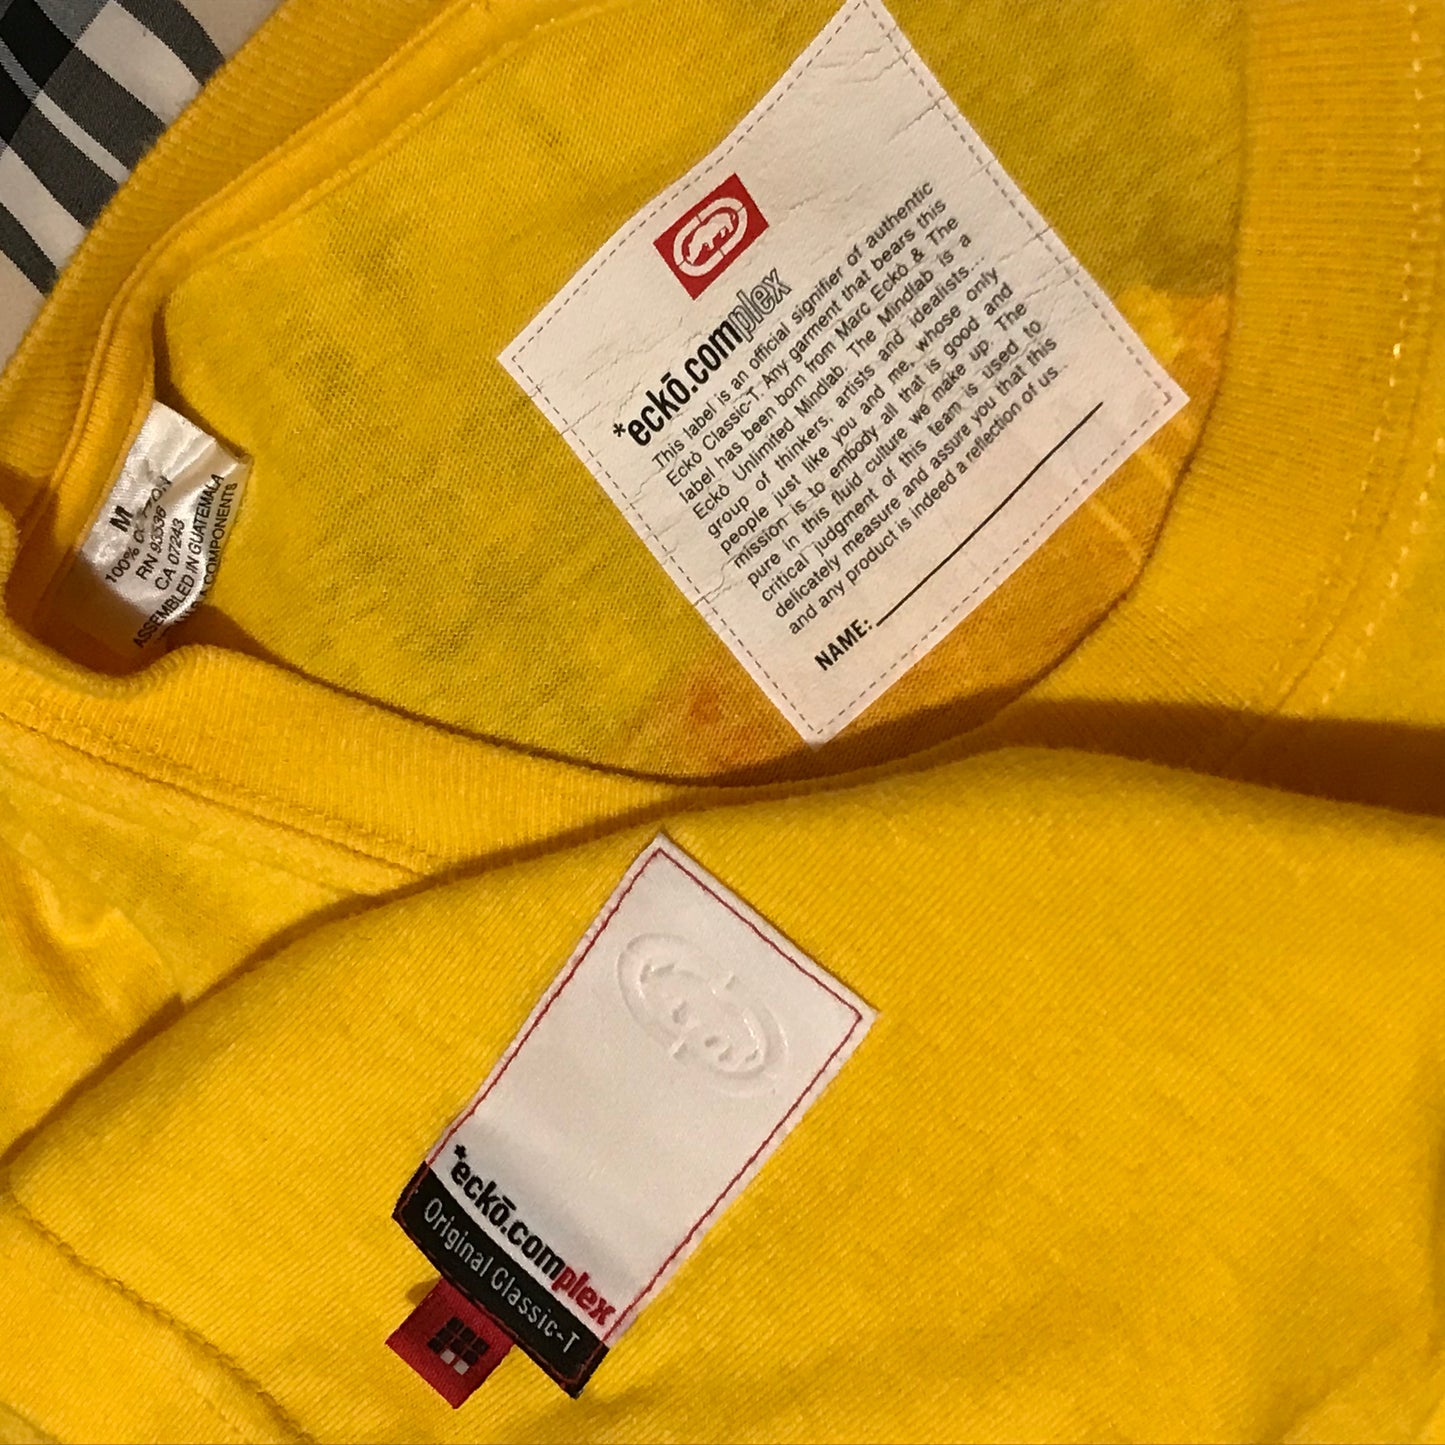 *eckō.complex
This label is an official signifier of authentic
Ecko Classic-T. Any garment that bears this
label has been born from Marc Eckō & The
Eckō Unlimited Mindlab. The Mindlab is a
group of thinkers, artists and idealists...
people just like you and me, whose only
mission is to embody all that is good and
pure in this fluid culture we make up. The
critical judgment of this team is used to
delicately measure and assure you that this
and any product is indeed a reflection of us.
NAME:
M
100%
RN 93536
CA 07243
ASSEMBLED IN GUATEMALA
COMPONENTS
*eckō.complex
Original Classic-T